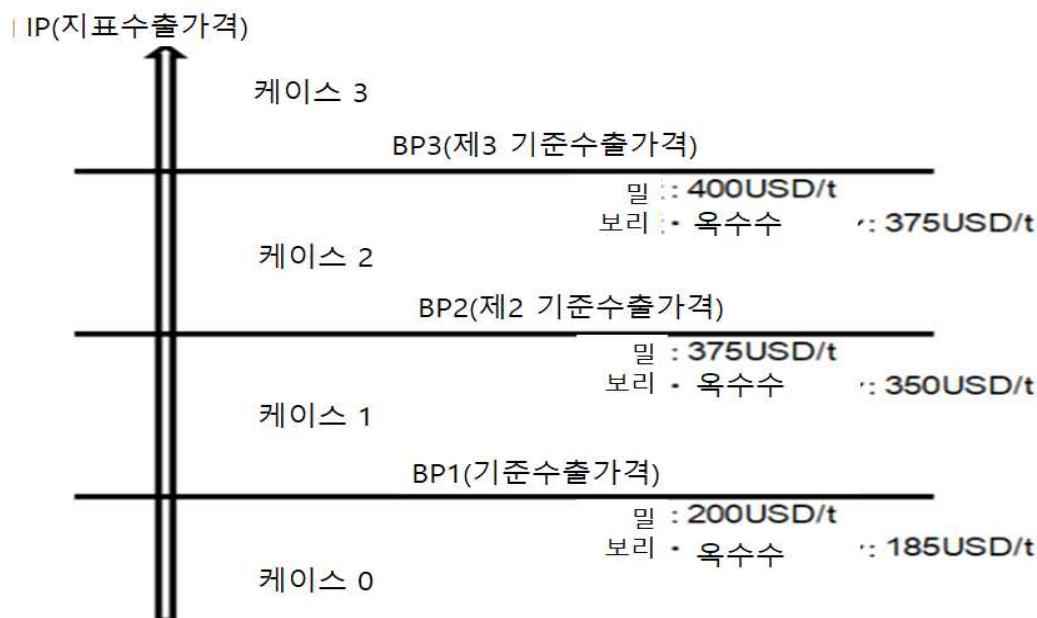 IP(지표수출가격)
케이스 3
BP3(제3 기준수출가격)
밀 : 400USD/t
보리 · 옥수수 : 375USD/t
케이스 2
BP2(제2 기준수출가격)
밀 : 375USD/t
보리 · 옥수수 : 350USD/t
케이스 1
BP1(기준수출가격)
밀 : 200USD/t
보리 · 옥수수 : 185USD/t
케이스 0